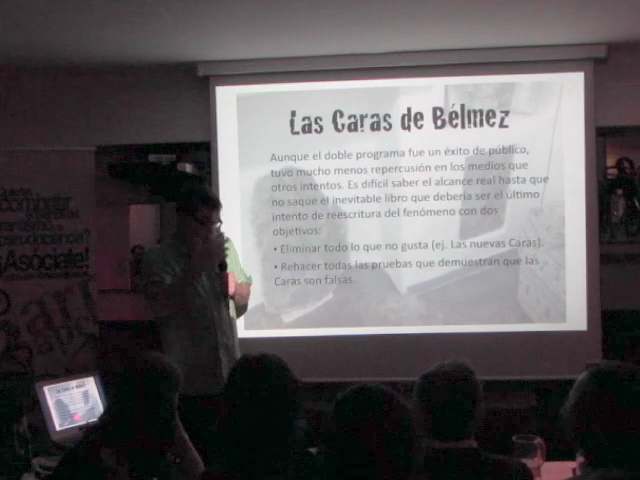 Las Caras de Bélmez
Aunque el doble programa fue un éxito de público,
tuvo mucho menos repercusión en los medios que
otros intentos. Es difícil saber el alcance real hasta que
no saque el inevitable libro que debería ser el último
intento de reescritura del fenómeno con dos
objetivos:
• Eliminar todo lo que no gusta (ej. Las nuevas Caras).
• Rehacer todas las pruebas que demuestran que las
Caras son falsas.
combatir
pseudociencia?
¡Asóciate!